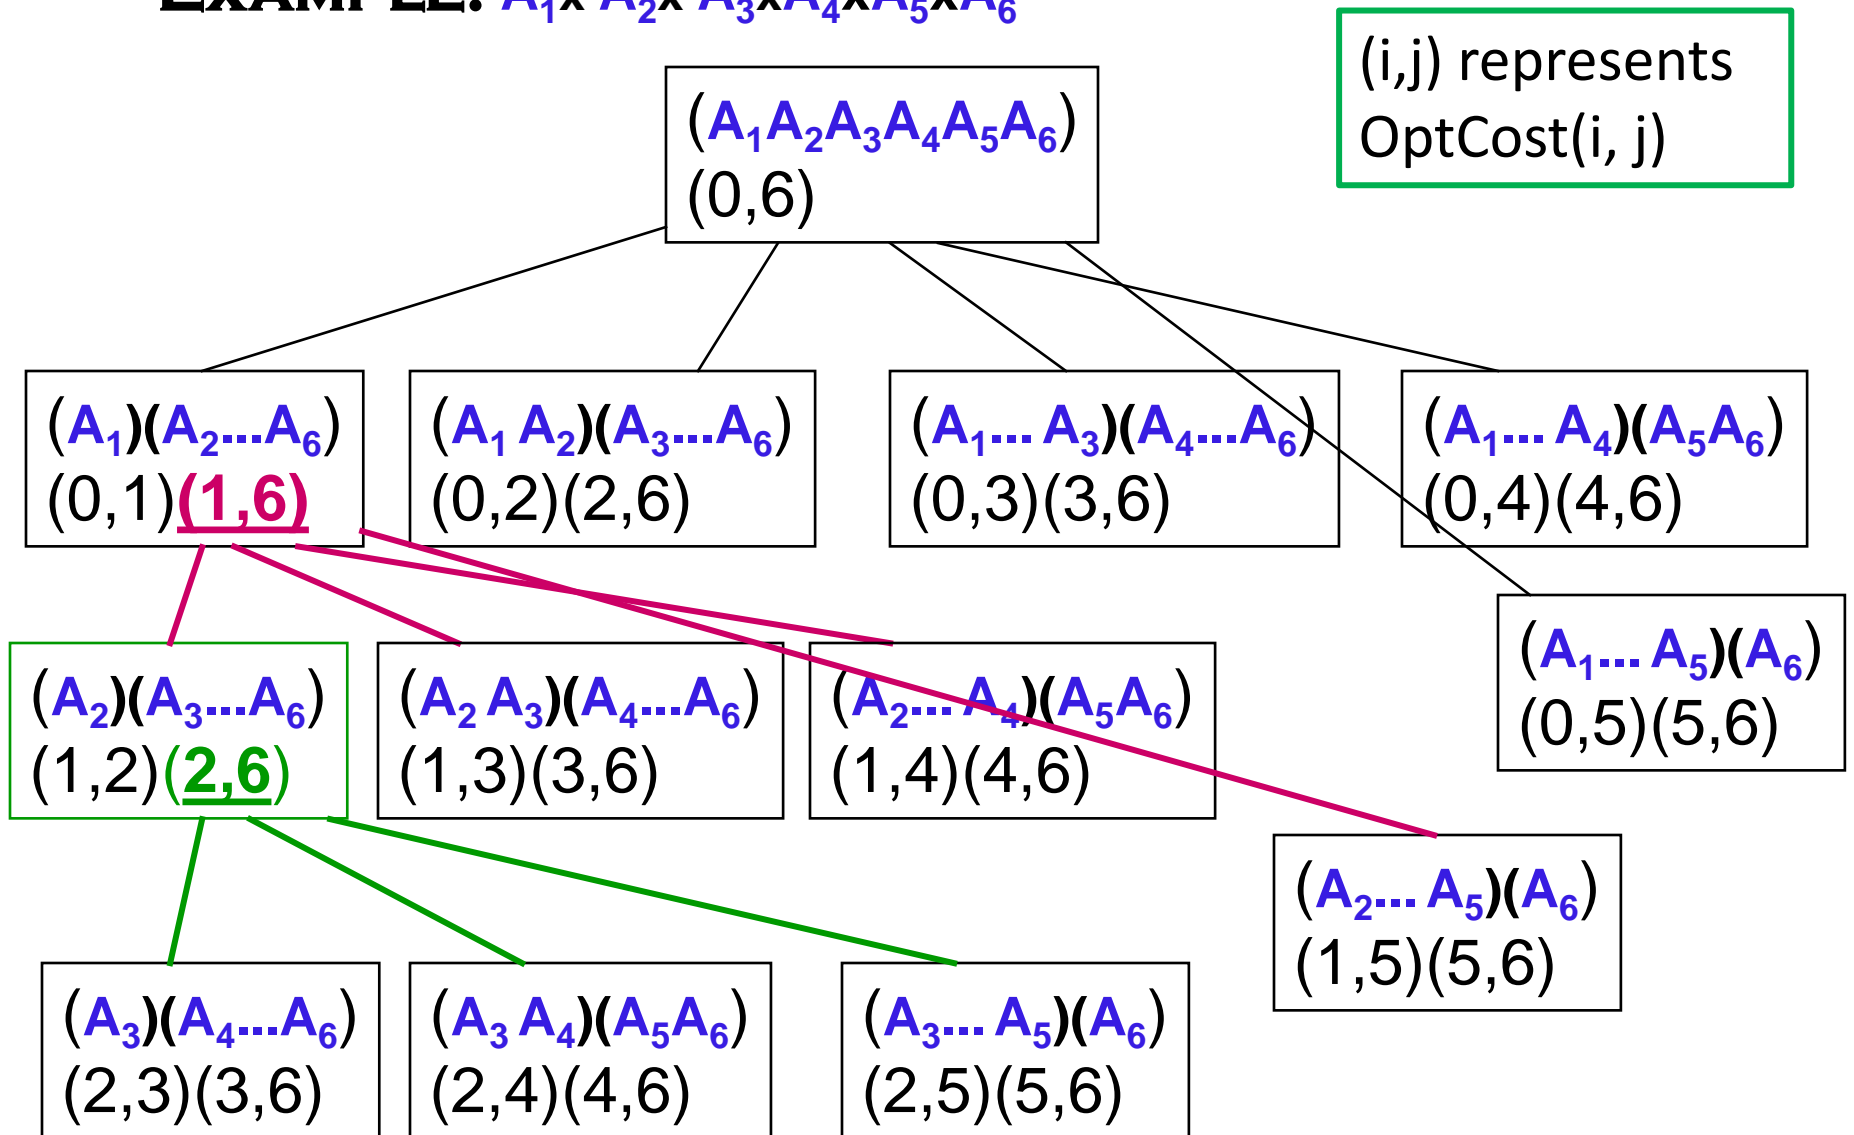 EXAMPLE: A₁x A₂x A₃xA₄xA₅xA₆
(i,j) represents
OptCost(i, j)
(A₁A₂A₃A₄A₅A₆)
(0,6)
(A₁)(A₂...A₆)
(0,1)(1,6)
(A₁ A₂)(A₃...A₆)
(0,2)(2,6)
(A₁... A₃)(A₄...A₆)
(0,3)(3,6)
(A₁... A₄)(A₅A₆)
(0,4)(4,6)
(A₁... A₅)(A₆)
(0,5)(5,6)
(A₂)(A₃...A₆)
(1,2)(2,6)
(A₂ A₃)(A₄...A₆)
(1,3)(3,6)
(A₂... A₄)(A₅A₆)
(1,4)(4,6)
(A₂... A₅)(A₆)
(1,5)(5,6)
(A₃)(A₄...A₆)
(2,3)(3,6)
(A₃ A₄)(A₅A₆)
(2,4)(4,6)
(A₃... A₅)(A₆)
(2,5)(5,6)